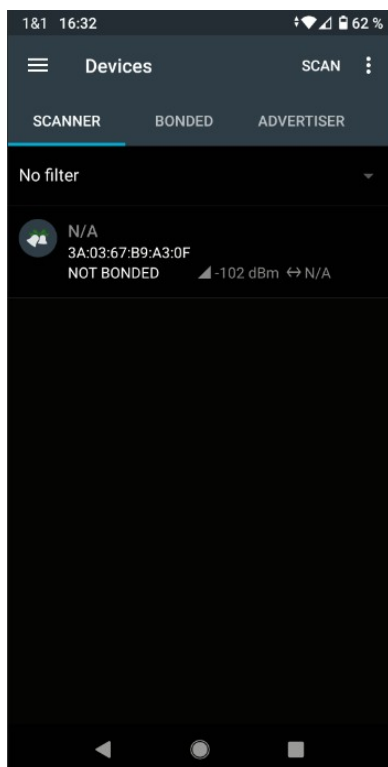 1&1 16:32 62 %
Devices SCAN
SCANNER BONDED ADVERTISER
No filter
N/A
3A:03:67:B9:A3:0F
NOT BONDED -102 dBm ↔ N/A